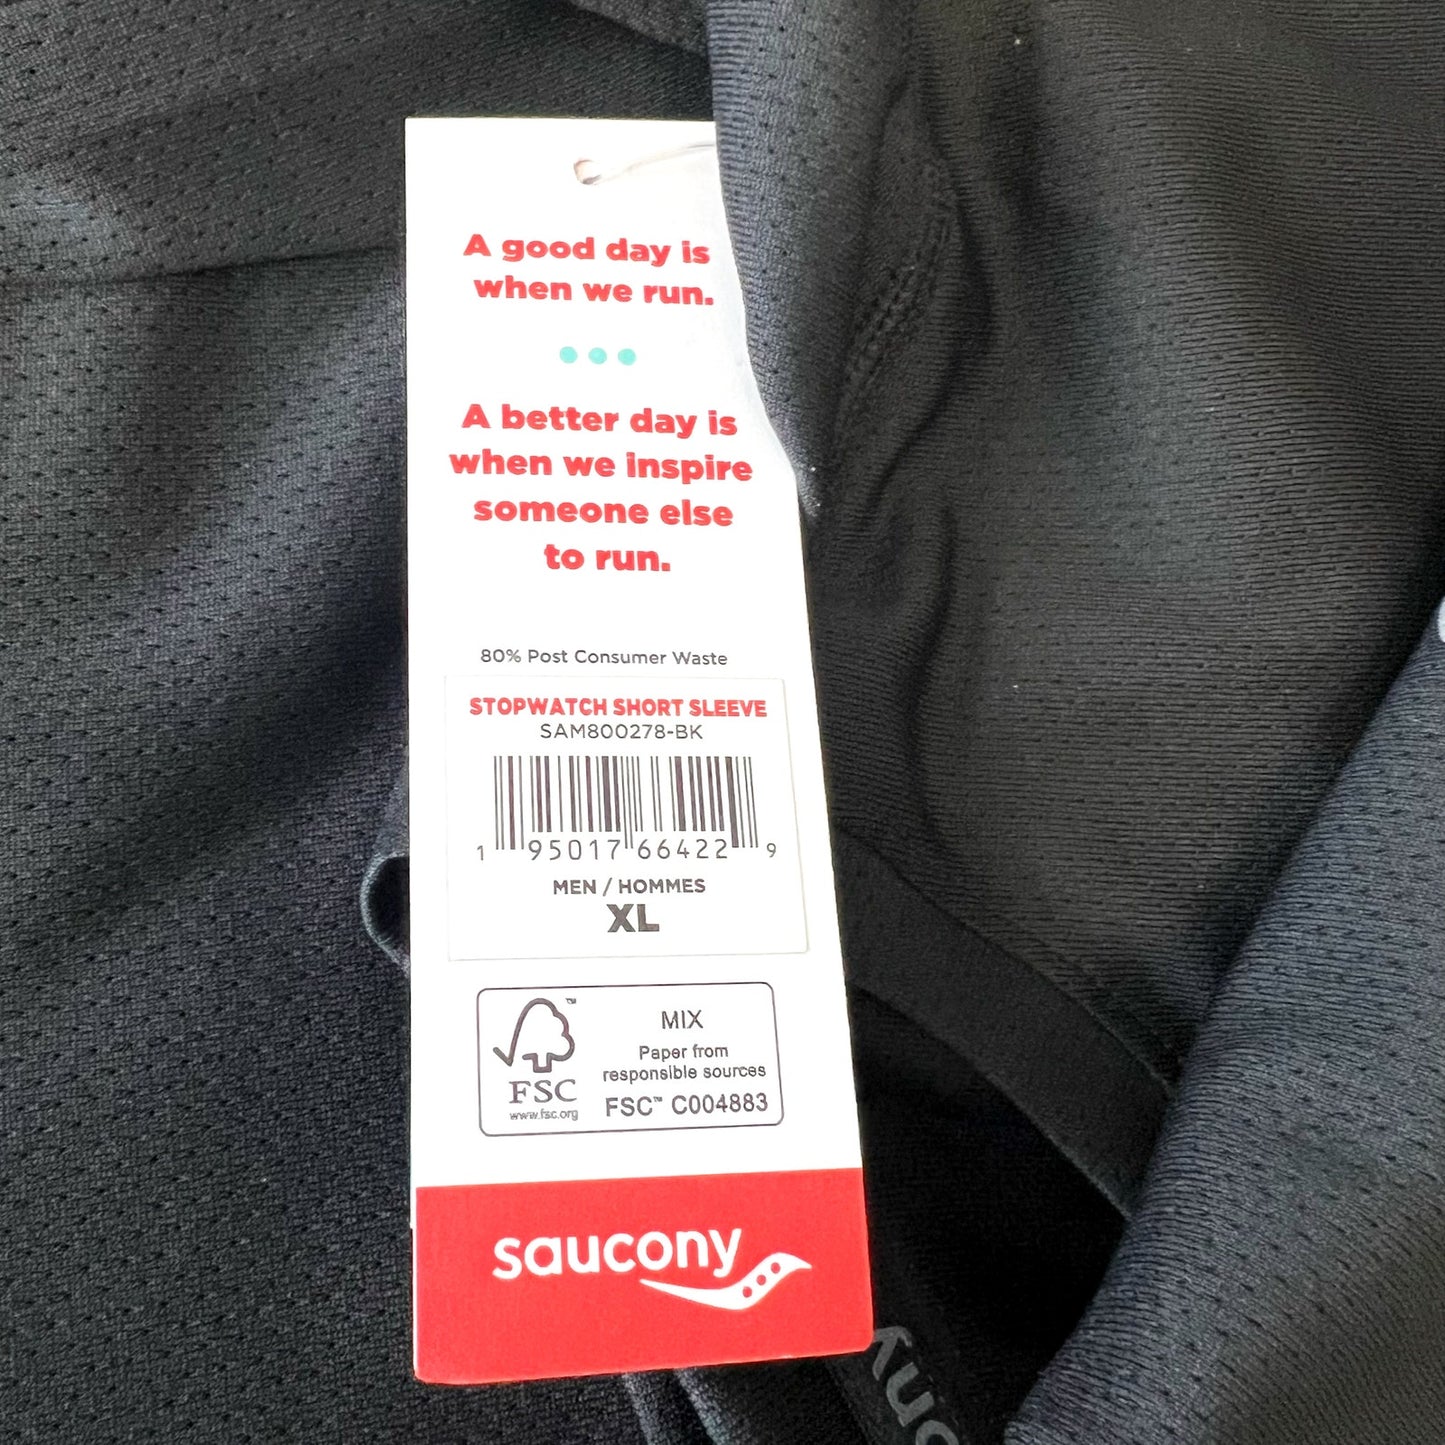 A good day is
when we run.
A better day is
when we inspire
someone else
to run.
80% Post Consumer Waste
STOPWATCH SHORT SLEEVE
SAM800278-BK
1 95017 66422 9
MEN / HOMMES
XL
FSC™
www.fsc.org
MIX
Paper from
responsible sources
FSC™ C004883
saucony